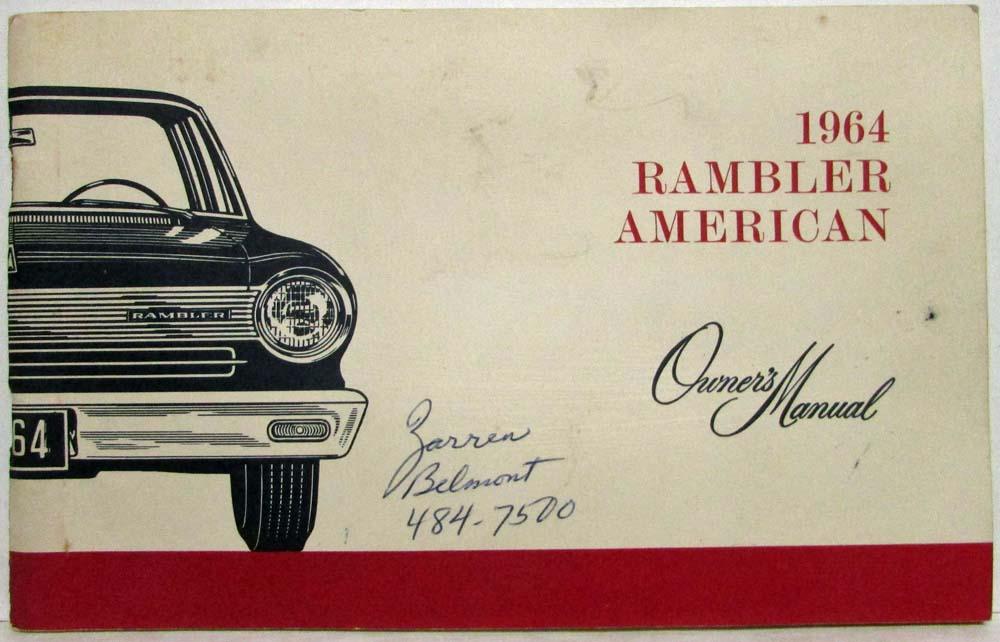 1964
RAMBLER
AMERICAN
RAMBLER
Owner's Manual
64
Zarren
Belmont
484-7500